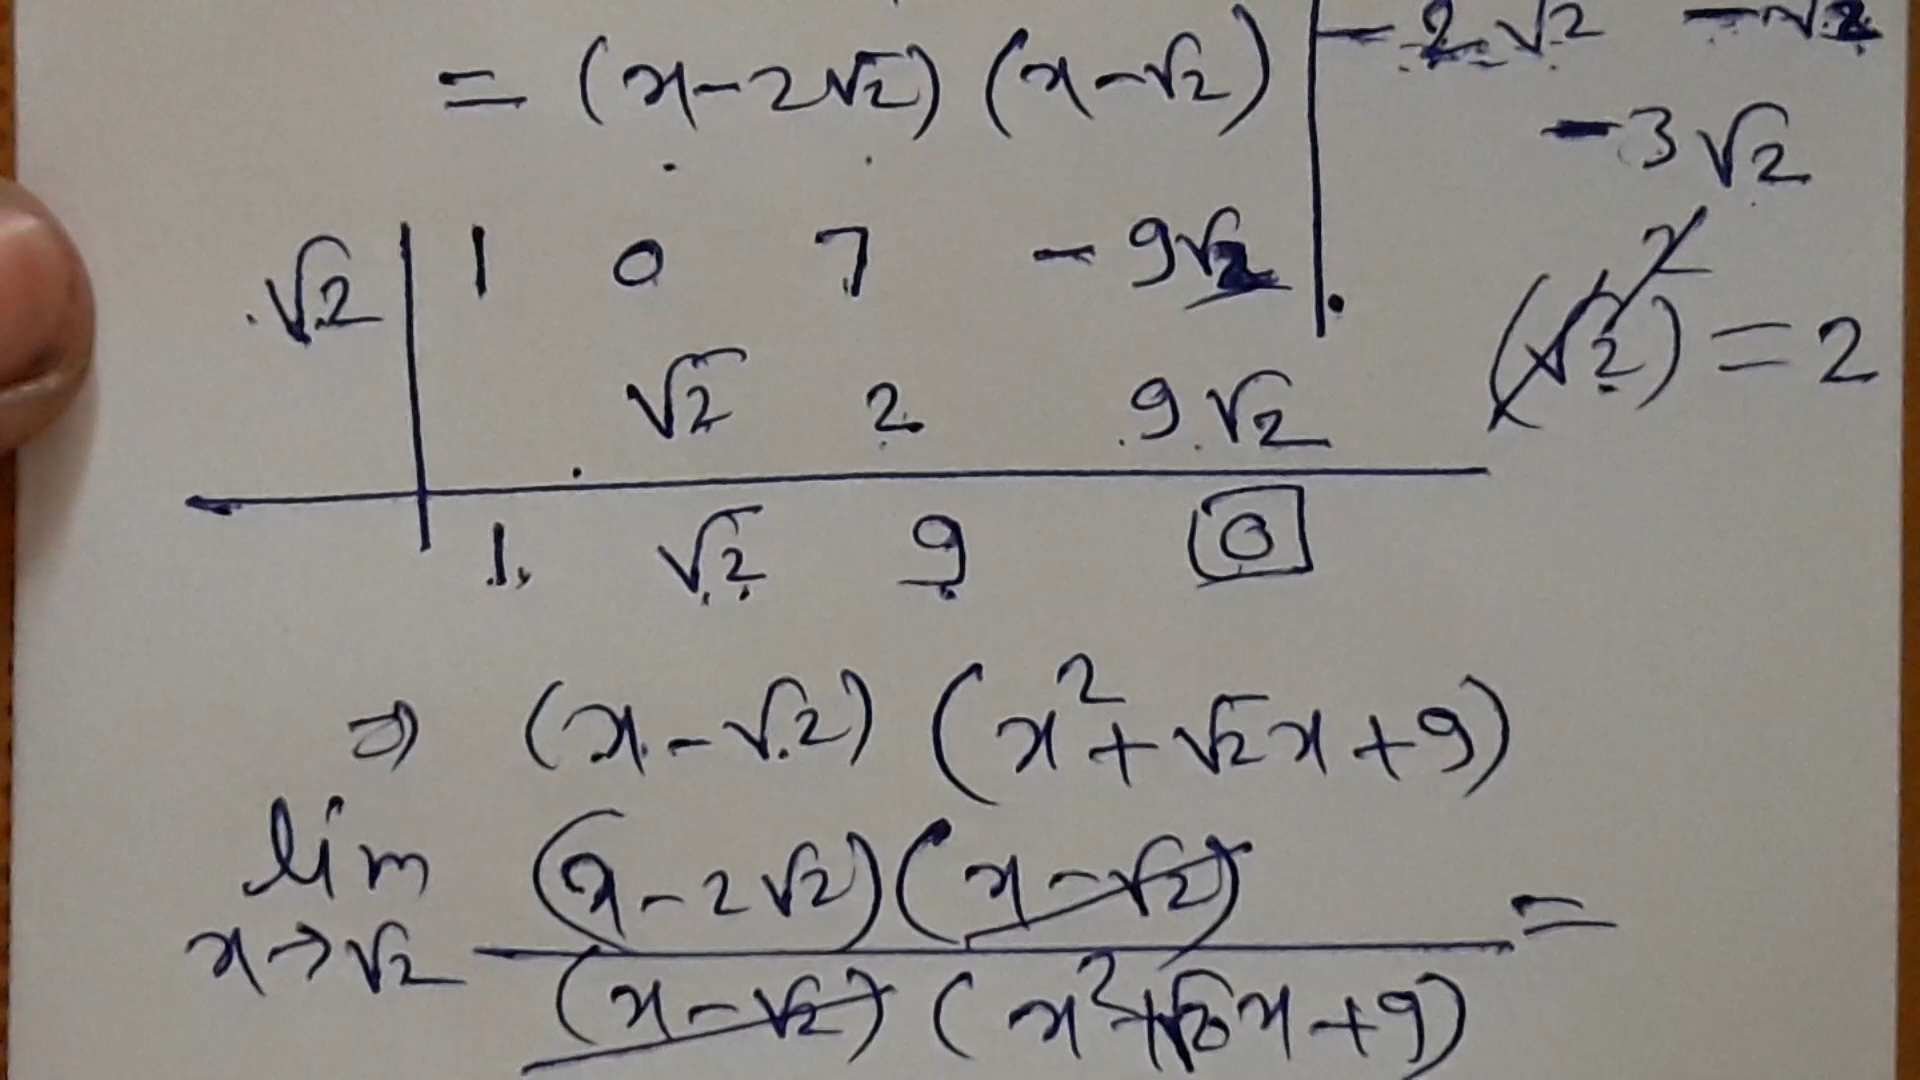 = (x-2√2) (x-√2)
-2√2 -√2
-3√2
√2 | 1 0 7 -9√2
√2 2 9√2
1 √2 9 0
(√2)² = 2
⇒ (x-√2) (x²+√2x+9)
lim x→√2 (x-2√2)(x-√2) / (x-√2)(x²+√2x+9) =